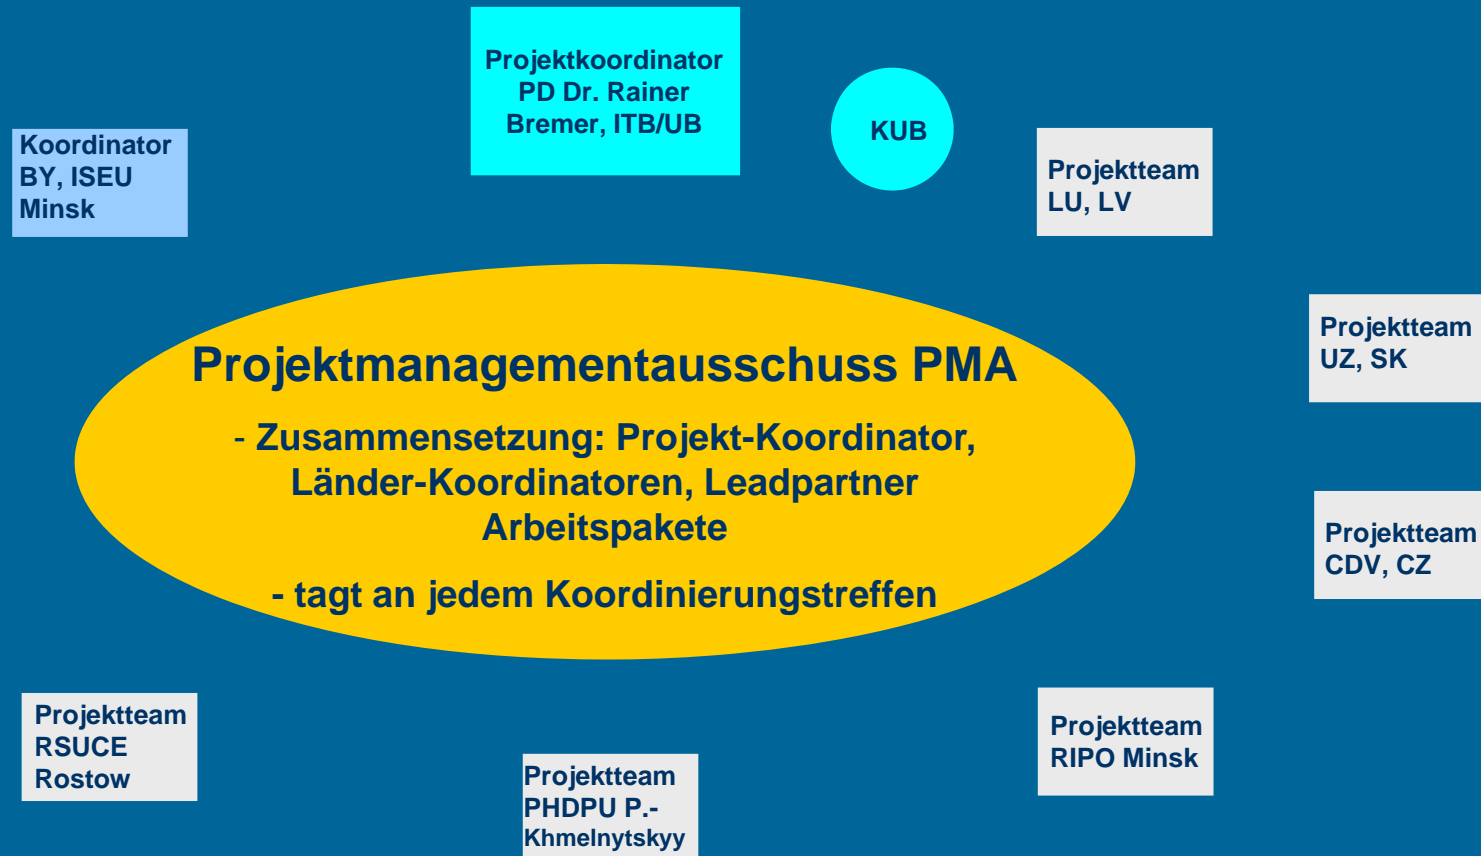 Projektkoordinator
PD Dr. Rainer
Bremer, ITB/UB
KUB
Koordinator
BY, ISEU
Minsk
Projektteam
LU, LV
Projektmanagementausschuss PMA
- Zusammensetzung: Projekt-Koordinator,
Länder-Koordinatoren, Leadpartner
Arbeitspakete
- tagt an jedem Koordinierungstreffen
Projektteam
UZ, SK
Projektteam
CDV, CZ
Projektteam
RSUCE
Rostow
Projektteam
PHDPU P.-
Khmelnytskyy
Projektteam
RIPO Minsk